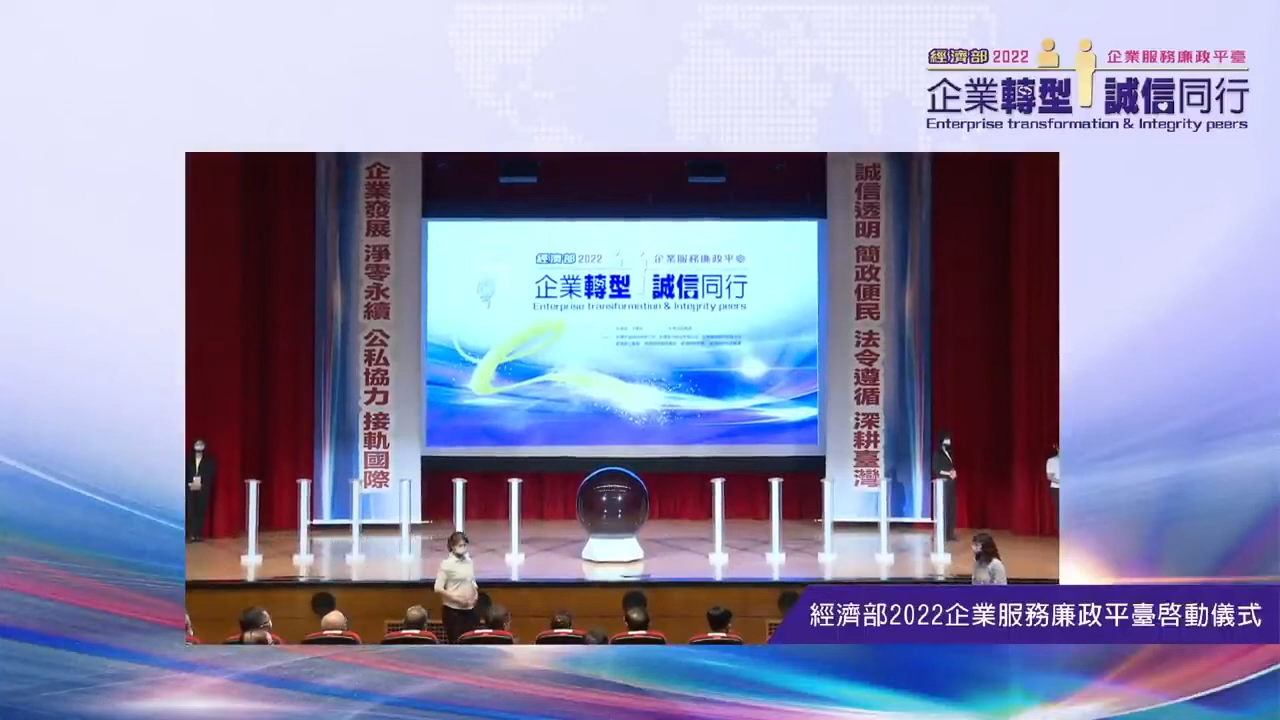 經濟部2022 企業服務廉政平臺
企業轉型 誠信同行
Enterprise transformation & Integrity peers
企業發展 淨零永續 公私協力 接軌國際
經濟部2022 企業服務廉政平臺
企業轉型 誠信同行
Enterprise transformation & Integrity peers
誠信透明 簡政便民 法令遵循 深耕臺灣
經濟部2022企業服務廉政平臺啓動儀式